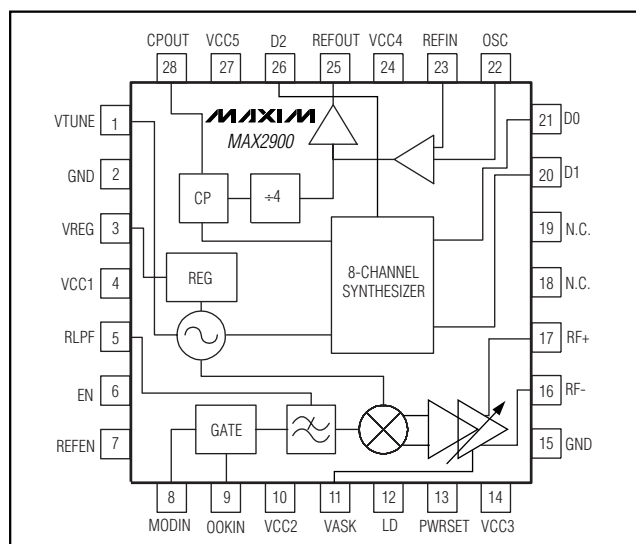 CPOUT VCC5 D2 REFOUT VCC4 REFIN OSC
28 27 26 25 24 23 22
VTUNE 1
GND 2
VREG 3
VCC1 4
RLPF 5
EN 6
REFEN 7
MAXIM
MAX2900
CP
÷4
REG
8-CHANNEL
SYNTHESIZER
GATE
21 D0
20 D1
19 N.C.
18 N.C.
17 RF+
16 RF-
15 GND
8 9 10 11 12 13 14
MODIN OOKIN VCC2 VASK LD PWRSET VCC3